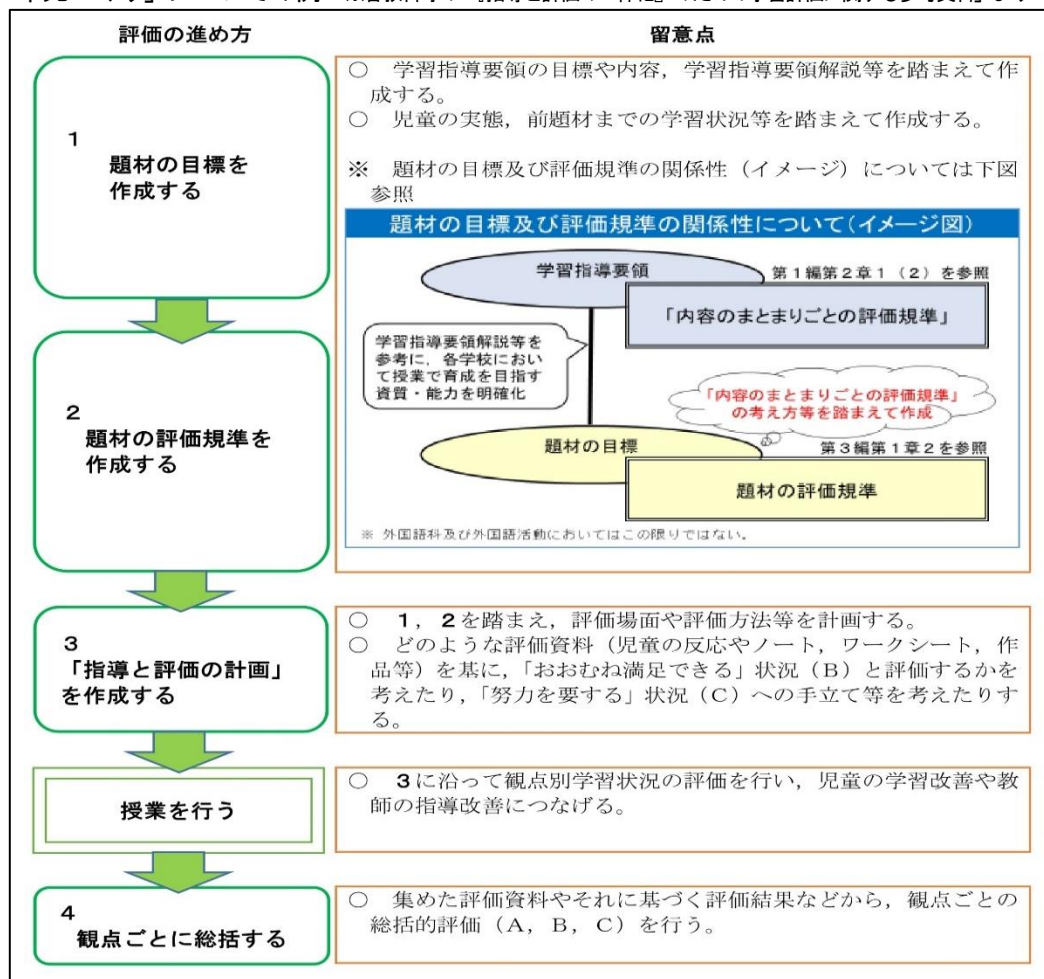 評価の進め方
留意点
1
題材の目標を
作成する
○ 学習指導要領の目標や内容，学習指導要領解説等を踏まえて作
成する。
○ 児童の実態，前題材までの学習状況等を踏まえて作成する。
※ 題材の目標及び評価規準の関係性（イメージ）については下図
参照
題材の目標及び評価規準の関係性について（イメージ図）
学習指導要領
第１編第２章１（２）を参照
「内容のまとまりごとの評価規準」
学習指導要領解説等を
参考に，各学校におい
て授業で育成を目指す
資質・能力を明確化
「内容のまとまりごとの評価規準」
の考え方等を踏まえて作成
題材の目標
第３編第１章２を参照
題材の評価規準
※ 外国語科及び外国語活動においてはこの限りではない。
2
題材の評価規準を
作成する
3
「指導と評価の計画」
を作成する
○ １，２を踏まえ，評価場面や評価方法等を計画する。
○ どのような評価資料（児童の反応やノート，ワークシート，作
品等）を基に，「おおむね満足できる」状況（B）と評価するかを
考えたり，「努力を要する」状況（C）への手立て等を考えたりす
る。
授業を行う
○ ３に沿って観点別学習状況の評価を行い，児童の学習改善や教
師の指導改善につなげる。
4
観点ごとに総括する
○ 集めた評価資料やそれに基づく評価結果などから，観点ごとの
総括的評価（A，B，C）を行う。